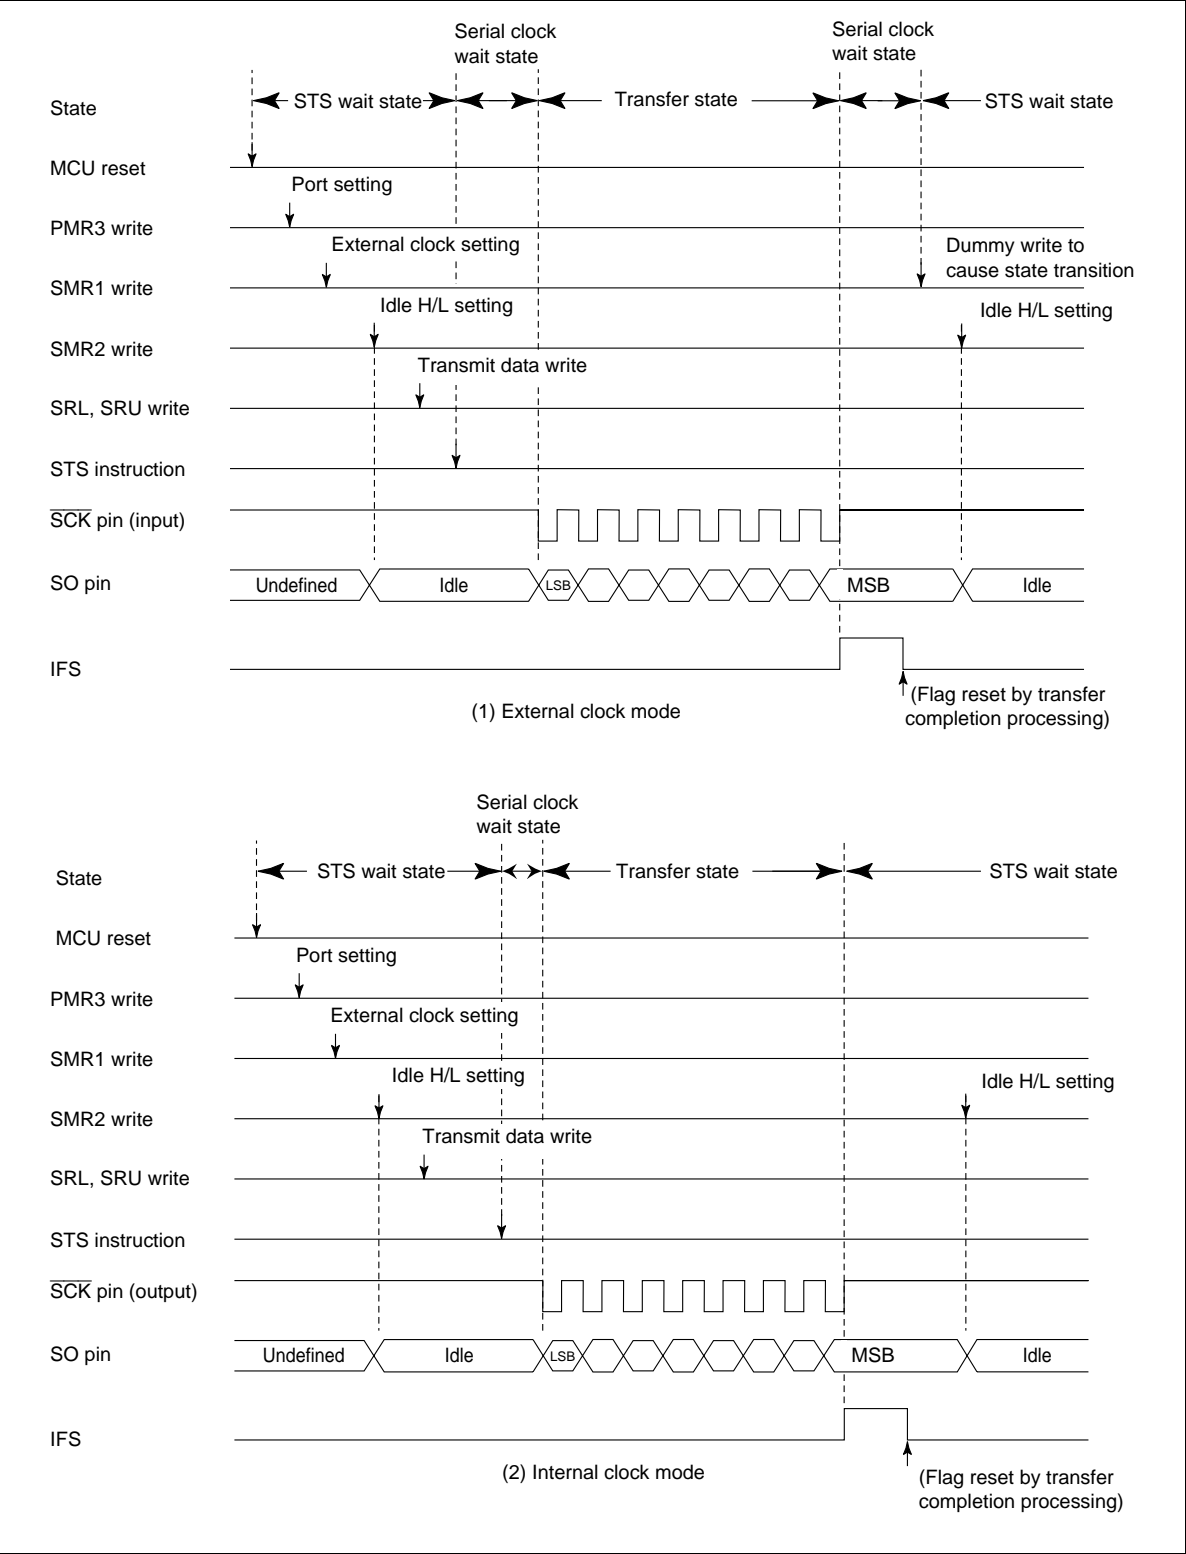 Serial clock
wait state
Serial clock
wait state
State
STS wait state
Transfer state
STS wait state
MCU reset
Port setting
PMR3 write
External clock setting
Dummy write to
cause state transition
SMR1 write
Idle H/L setting
Idle H/L setting
SMR2 write
Transmit data write
SRL, SRU write
STS instruction
SCK pin (input)
SO pin
Undefined
Idle
LSB
MSB
Idle
IFS
(Flag reset by transfer
completion processing)
(1) External clock mode
Serial clock
wait state
State
STS wait state
Transfer state
STS wait state
MCU reset
Port setting
PMR3 write
External clock setting
SMR1 write
Idle H/L setting
Idle H/L setting
SMR2 write
Transmit data write
SRL, SRU write
STS instruction
SCK pin (output)
SO pin
Undefined
Idle
LSB
MSB
Idle
IFS
(2) Internal clock mode
(Flag reset by transfer
completion processing)